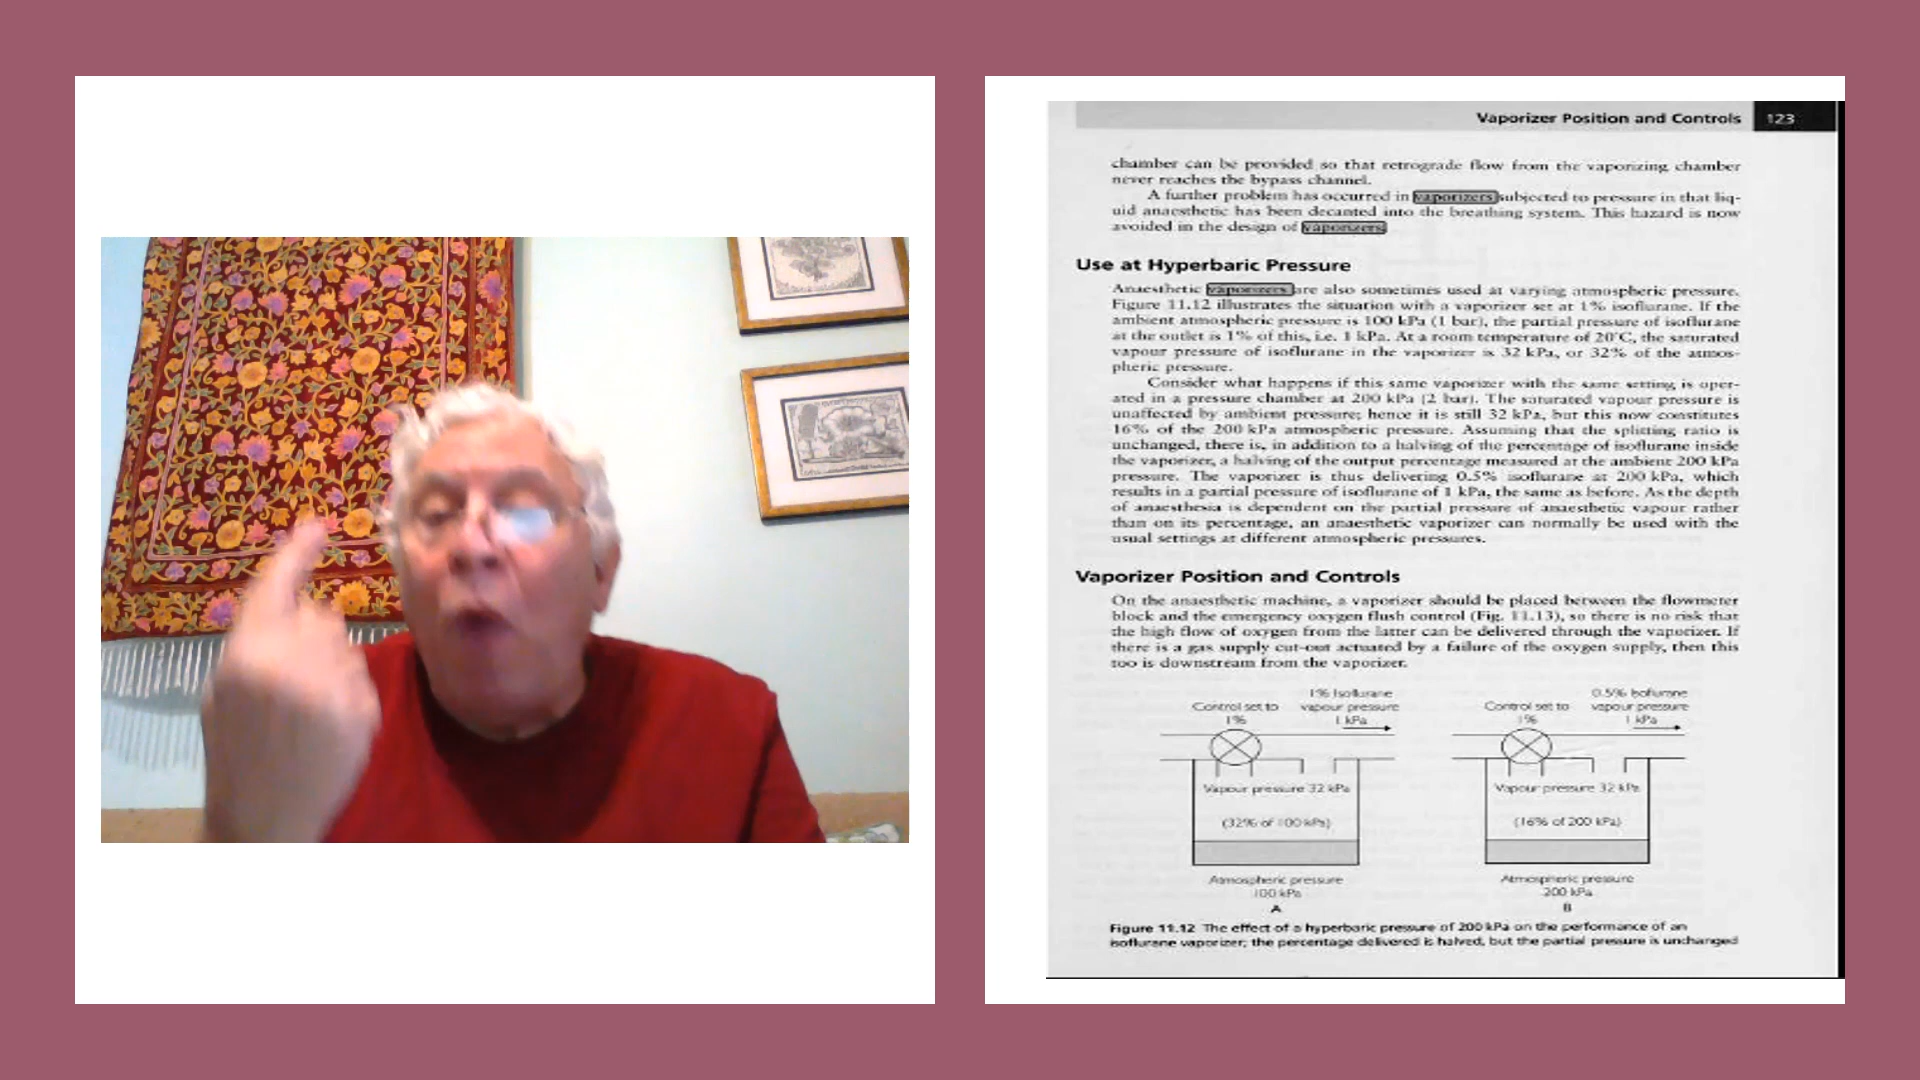 Vaporizer Position and Controls 123
chamber can be provided so that retrograde flow from the vaporizing chamber
never reaches the bypass channel.
A further problem has occurred in vaporizers subjected to pressure in that liq-
uid anaesthetic has been decanted into the breathing system. This hazard is now
avoided in the design of vaporizers.
Use at Hyperbaric Pressure
Anaesthetic vaporizers are also sometimes used at varying atmospheric pressure.
Figure 11.12 illustrates the situation with a vaporizer set at 1% isoflurane. If the
ambient atmospheric pressure is 100 kPa (1 bar), the partial pressure of isoflurane
at the outlet is 1% of this, i.e. 1 kPa. At a room temperature of 20°C, the saturated
vapour pressure of isoflurane in the vaporizer is 32 kPa, or 32% of the atmos-
pheric pressure.
Consider what happens if this same vaporizer with the same setting is oper-
ated in a pressure chamber at 200 kPa (2 bar). The saturated vapour pressure is
unaffected by ambient pressure; hence it is still 32 kPa, but this now constitutes
16% of the 200 kPa atmospheric pressure. Assuming that the splitting ratio is
unchanged, there is, in addition to a halving of the percentage of isoflurane inside
the vaporizer, a halving of the output percentage measured at the ambient 200 kPa
pressure. The vaporizer is thus delivering 0.5% isoflurane at 200 kPa, which
results in a partial pressure of isoflurane of 1 kPa, the same as before. As the depth
of anaesthesia is dependent on the partial pressure of anaesthetic vapour rather
than on its percentage, an anaesthetic vaporizer can normally be used with the
usual settings at different atmospheric pressures.
Vaporizer Position and Controls
On the anaesthetic machine, a vaporizer should be placed between the flowmeter
block and the emergency oxygen flush control (Fig. 11.13), so there is no risk that
the high flow of oxygen from the latter can be delivered through the vaporizer. If
there is a gas supply cut-out actuated by a failure of the oxygen supply, then this
too is downstream from the vaporizer.
Control set to
1%
1% Isoflurane
vapour pressure
1 kPa
Vapour pressure 32 kPa
(32% of 100 kPa)
Atmospheric pressure
100 kPa
A
Control set to
1%
0.5% Isoflurane
vapour pressure
1 kPa
Vapour pressure 32 kPa
(16% of 200 kPa)
Atmospheric pressure
200 kPa
B
Figure 11.12 The effect of a hyperbaric pressure of 200 kPa on the performance of an
isoflurane vaporizer; the percentage delivered is halved, but the partial pressure is unchanged